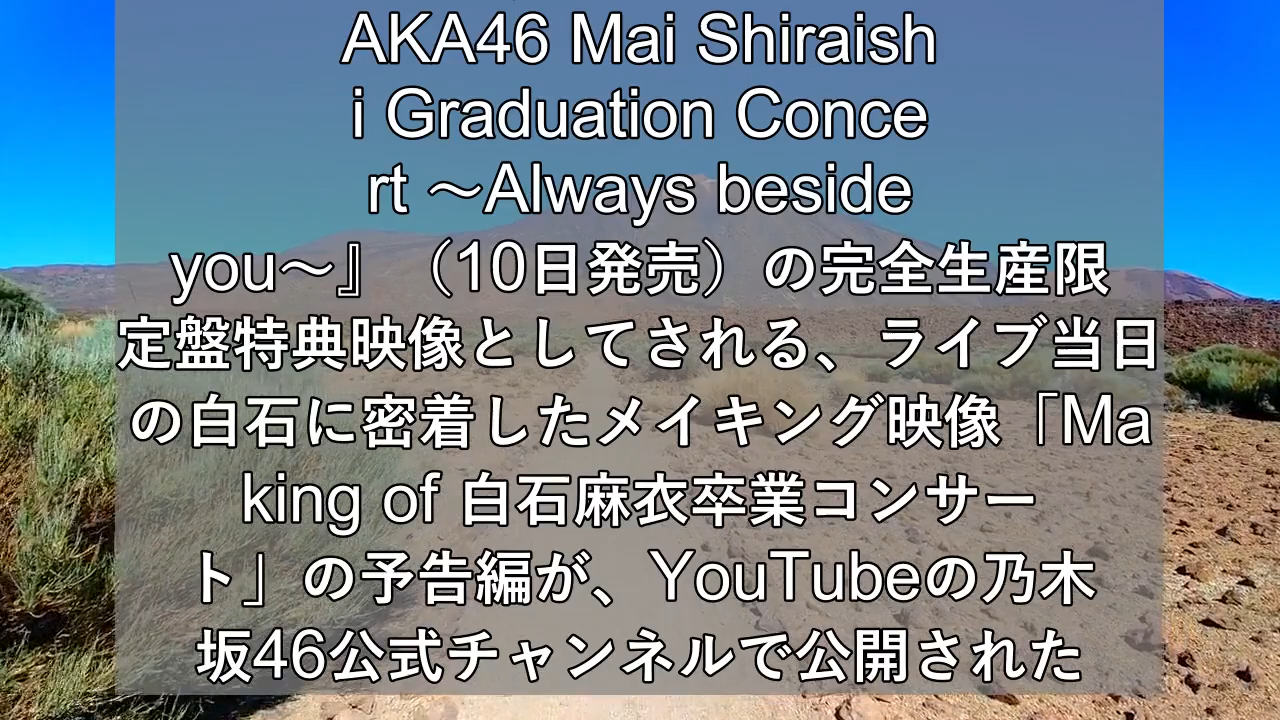 AKA46 Mai Shiraish
i Graduation Conce
rt ～Always beside
you～』（10日発売）の完全生産限
定盤特典映像としてされる、ライブ当日
の白石に密着したメイキング映像「Ma
king of 白石麻衣卒業コンサー
ト」の予告編が、YouTubeの乃木
坂46公式チャンネルで公開された